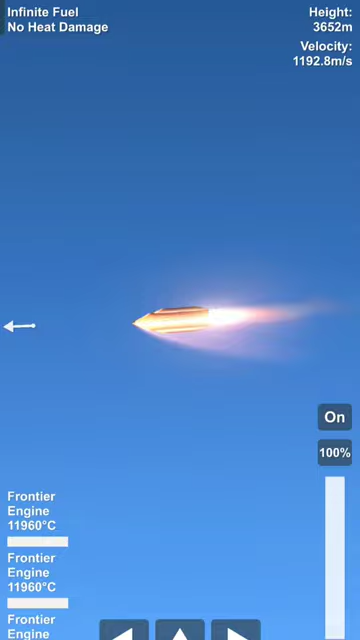 Infinite Fuel
No Heat Damage
Height:
3652m
Velocity:
1192.8m/s
On
100%
Frontier
Engine
11960°C
Frontier
Engine
11960°C
Frontier
Engine